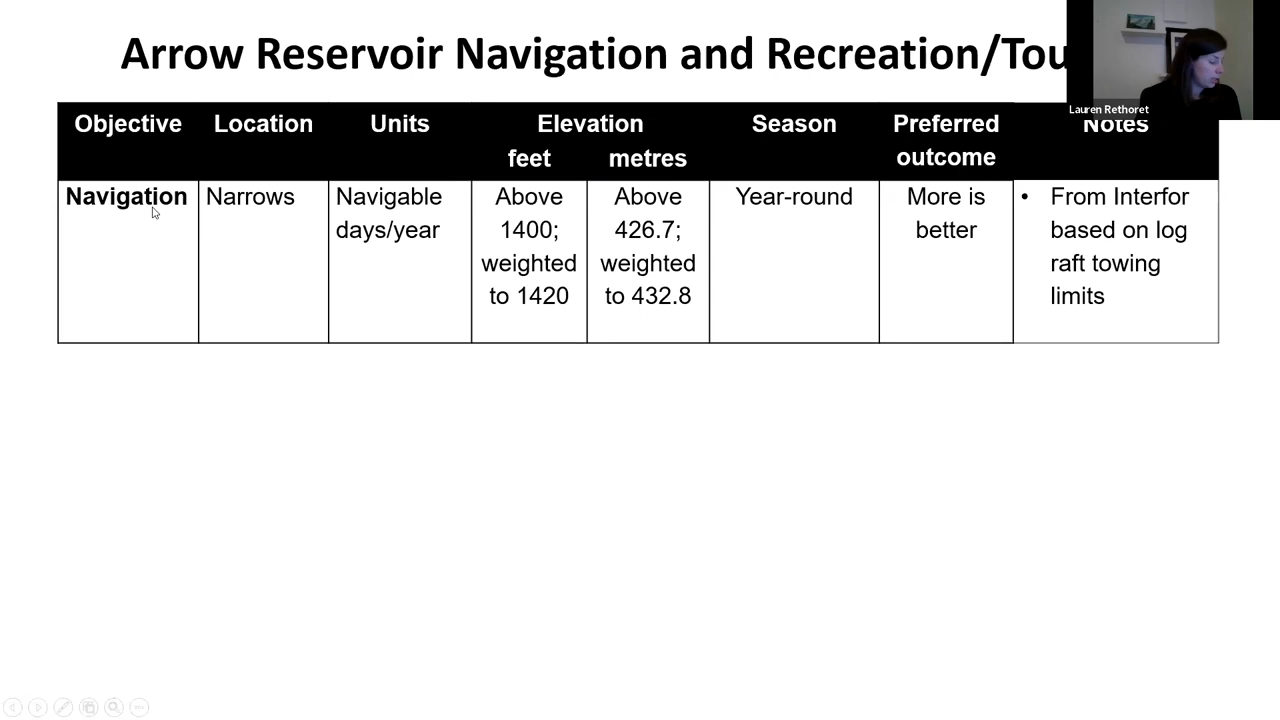 Arrow Reservoir Navigation and Recreation/Tou
Lauren Rethoret
Objective Location Units Elevation Season Preferred Notes
feet metres outcome
Navigation Narrows Navigable Above Above Year-round More is • From Interfor
days/year 1400; 426.7; better based on log
weighted weighted raft towing
to 1420 to 432.8 limits